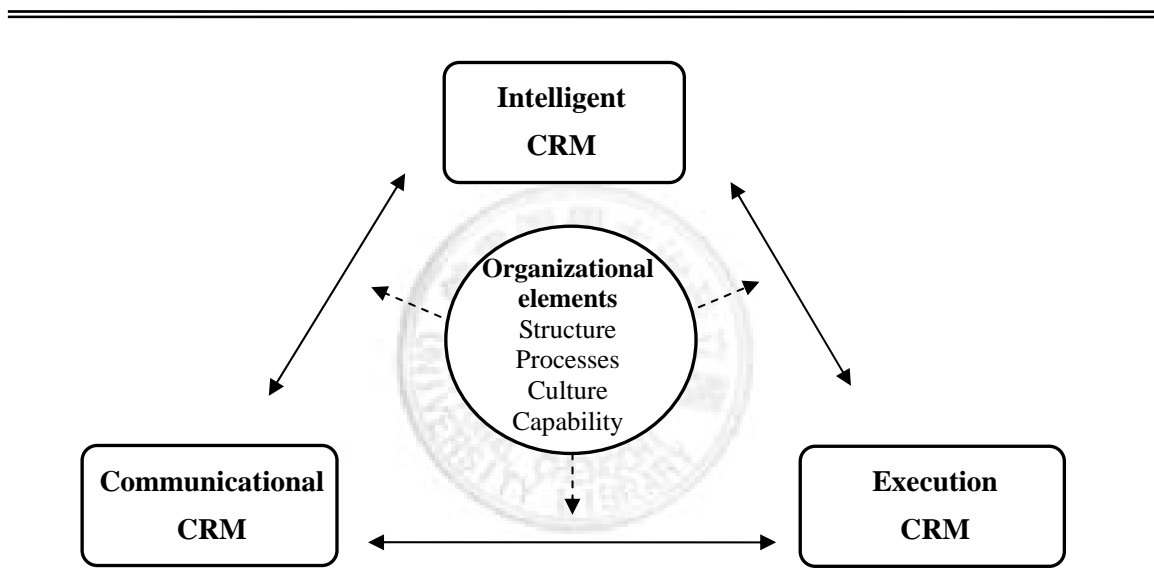 Intelligent
CRM
Organizational
elements
Structure
Processes
Culture
Capability
Communicational
CRM
Execution
CRM